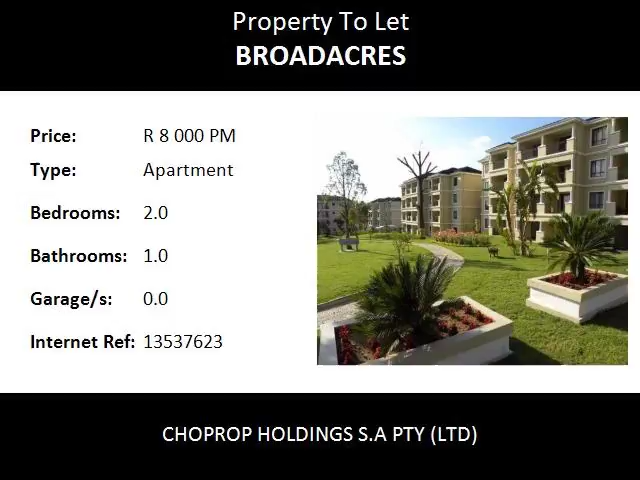 Property To Let
BROADACRES
Price: R 8 000 PM
Type: Apartment
Bedrooms: 2.0
Bathrooms: 1.0
Garage/s: 0.0
Internet Ref: 13537623
CHOPROP HOLDINGS S.A PTY (LTD)